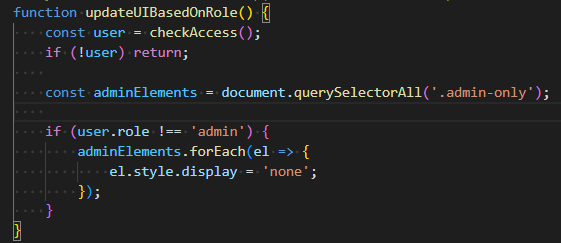 function updateUIBasedOnRole() {
    const user = checkAccess();
    if (!user) return;
    const adminElements = document.querySelectorAll('.admin-only');
    if (user.role !== 'admin') {
        adminElements.forEach(el => {
            el.style.display = 'none';
        });
    }
}